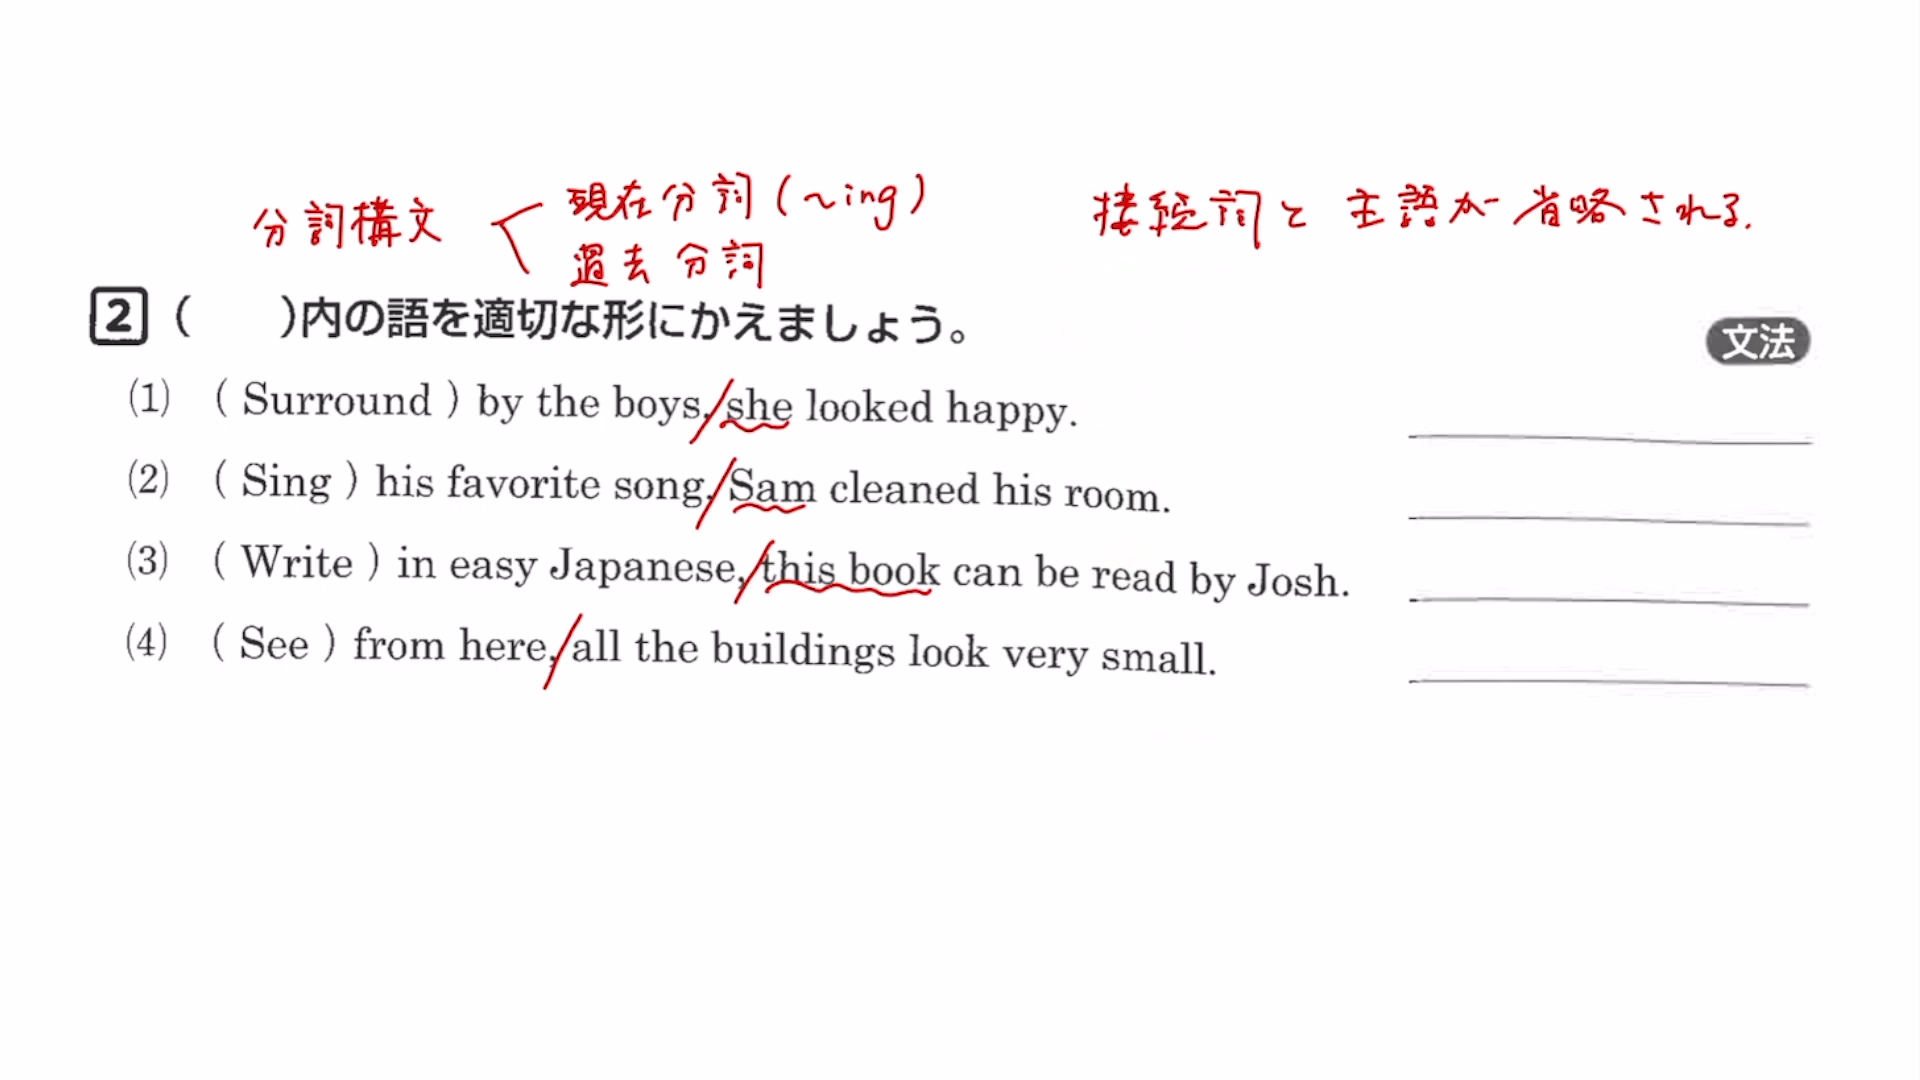 分詞構文 現在分詞(~ing) 接続詞と主語が省略される.
過去分詞
2 ( )内の語を適切な形にかえましょう。
文法
(1) ( Surround ) by the boys, she looked happy.
(2) ( Sing ) his favorite song, Sam cleaned his room.
(3) ( Write ) in easy Japanese, this book can be read by Josh.
(4) ( See ) from here, all the buildings look very small.